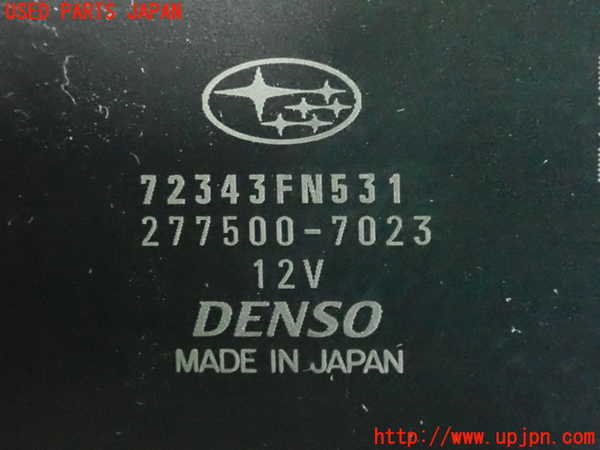 USED PARTS JAPAN
72343FN531
277500-7023
12V
DENSO
MADE IN JAPAN
http://www.upjpn.com/